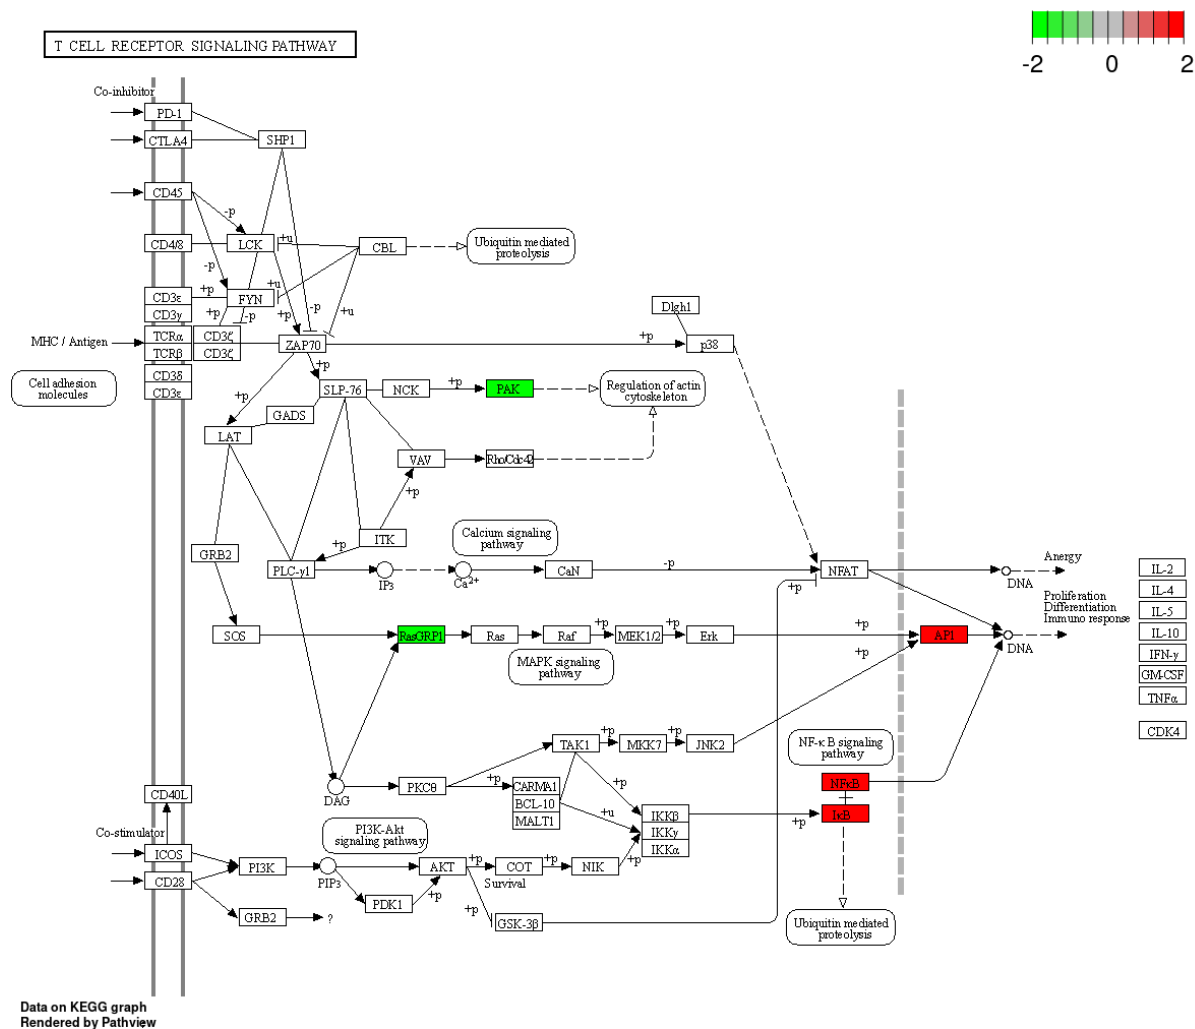 T CELL RECEPTOR SIGNALING PATHWAY
-2 0 2
Co-inhibitor
PD-1
CTLA4
SHP1
CD45
-p
CD4/8
LCK
+u
CBL
Ubiquitin mediated
proteolysis
-p
+u
CD3ε
+p
FYN
CD3γ
+p
-p
+p
-p
+u
Dlgh1
MHC / Antigen
TCRα
CD3ζ
ZAP70
+p
p38
TCRβ
CD3ζ
+p
Cell adhesion
molecules
CD3δ
CD3ε
+p
SLP-76
NCK
+p
PAK
Regulation of actin
cytoskeleton
GADS
LAT
VAV
Rho/Cdc42
+p
ITK
+p
Calcium signaling
pathway
GRB2
PLC-γ1
IP3
Ca2+
CaN
-p
NFAT
+p
DNA
Anergy
Proliferation
Differentiation
Immuno response
IL-2
IL-4
IL-5
IL-10
IFN-γ
GM-CSF
TNFα
CDK4
SOS
RasGRP1
Ras
Raf
+p
MEK1/2
+p
Erk
+p
AP1
DNA
+p
MAPK signaling
pathway
TAK1
+p
MKK7
+p
JNK2
NF-κB signaling
pathway
DAG
PKCθ
+p
CARMA1
BCL-10
MALT1
+p
+u
IKKβ
IKKγ
IKKα
+p
NFκB
IκB
CD40L
Co-stimulator
PI3K-Akt
signaling pathway
ICOS
CD28
PI3K
PIP3
AKT
+p
COT
+p
NIK
+p
Survival
PDK1
+p
+p
GRB2
?
GSK-3β
Ubiquitin mediated
proteolysis
Data on KEGG graph
Rendered by Pathview